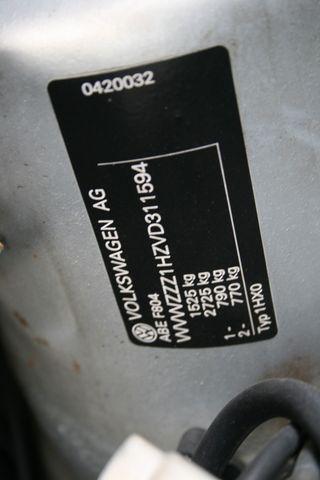 0420032
VOLKSWAGEN AG
ABE F804
WVWZZZ1HZVD311594
1525 kg
2725 kg
1- 790 kg
2- 770 kg
Typ 1HX0